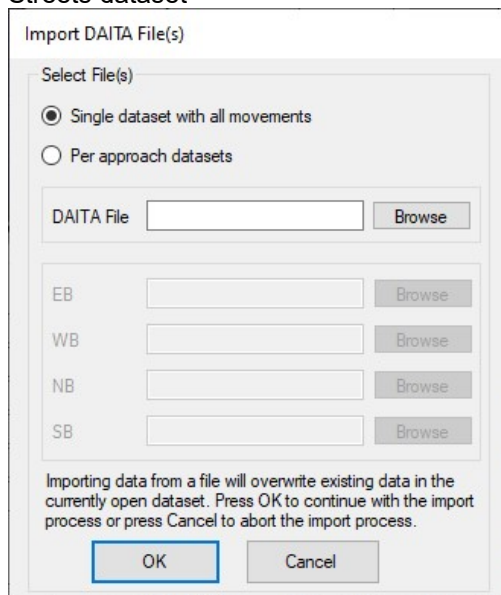 Streets dataset
Import DAITA File(s)
Select File(s)
Single dataset with all movements
Per approach datasets
DAITA File Browse
EB Browse
WB Browse
NB Browse
SB Browse
Importing data from a file will overwrite existing data in the
currently open dataset. Press OK to continue with the import
process or press Cancel to abort the import process.
OK Cancel